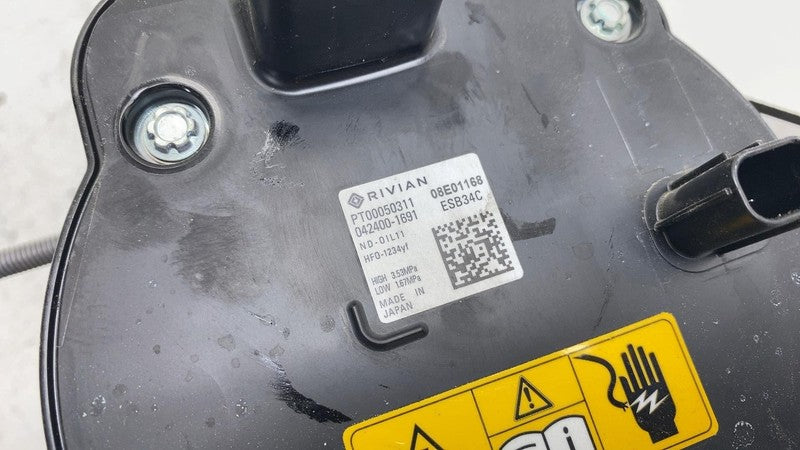 RIVIAN
PT00050311 08E01168
042400-1691 ESB34C
ND-OIL11
HFO-1234yf
HIGH 3.53MPa
LOW 1.67MPa
MADE IN
JAPAN